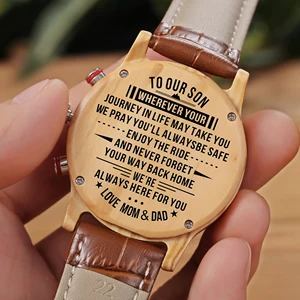 TO OUR SON
WHEREVER YOUR
JOURNEY IN LIFE MAY TAKE YOU
WE PRAY YOU'LL ALWAYSBE SAFE
ENJOY THE RIDE
AND NEVER FORGET
YOUR WAY BACK HOME
WE'RE
ALWAYS HERE FOR YOU
LOVE MOM & DAD